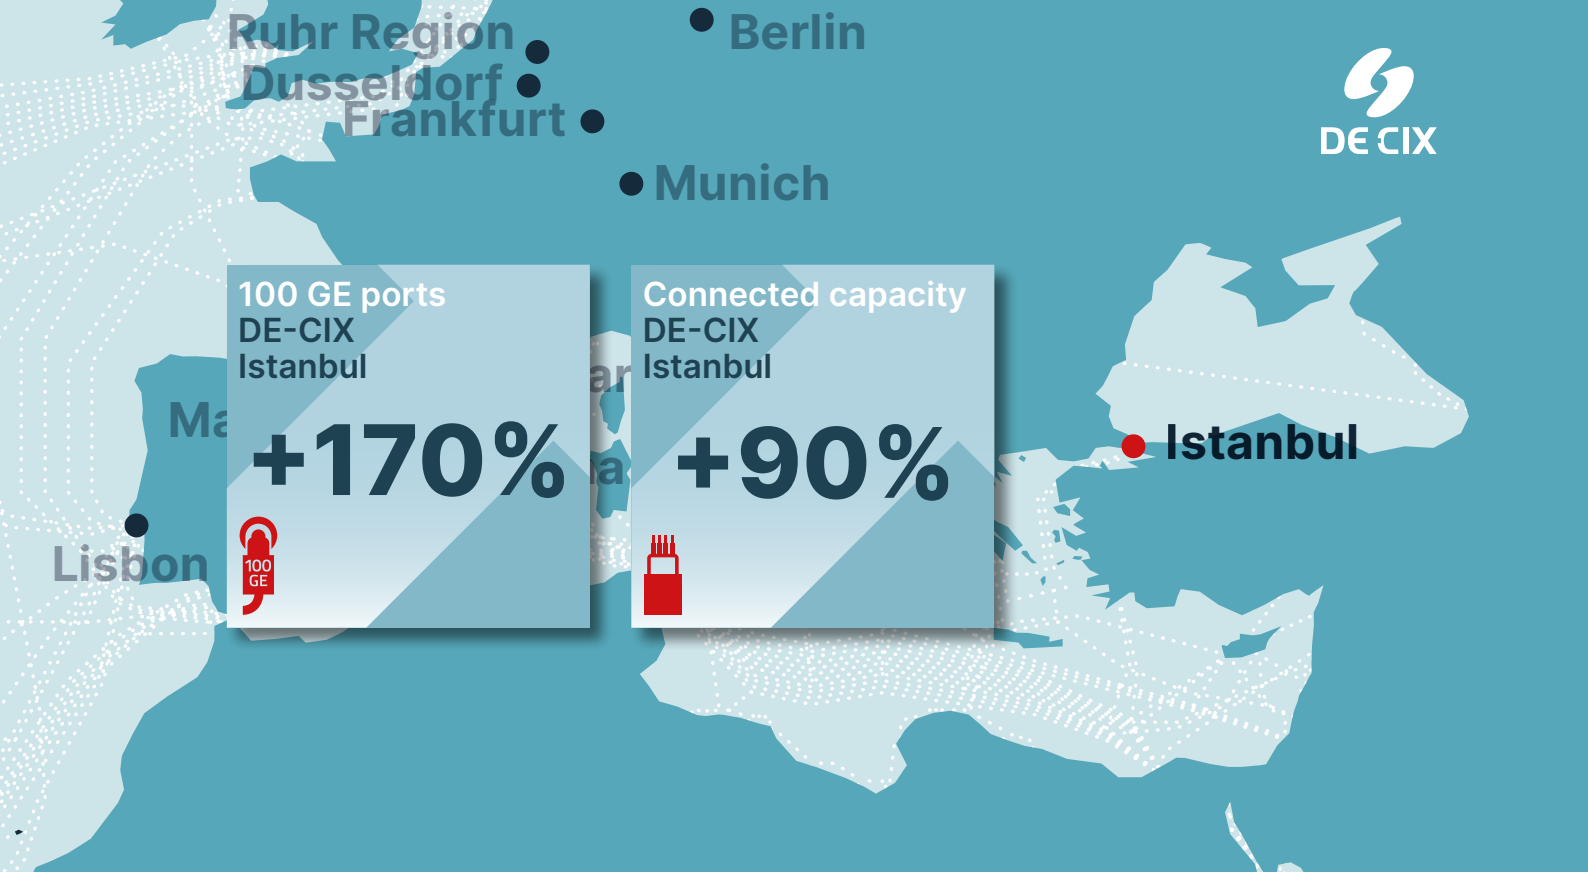 Ruhr Region
Berlin
Dusseldorf
Frankfurt
Munich
DE CIX
100 GE ports
DE-CIX
Istanbul
+170%
100
GE
Connected capacity
DE-CIX
Istanbul
+90%
Istanbul
Lisbon